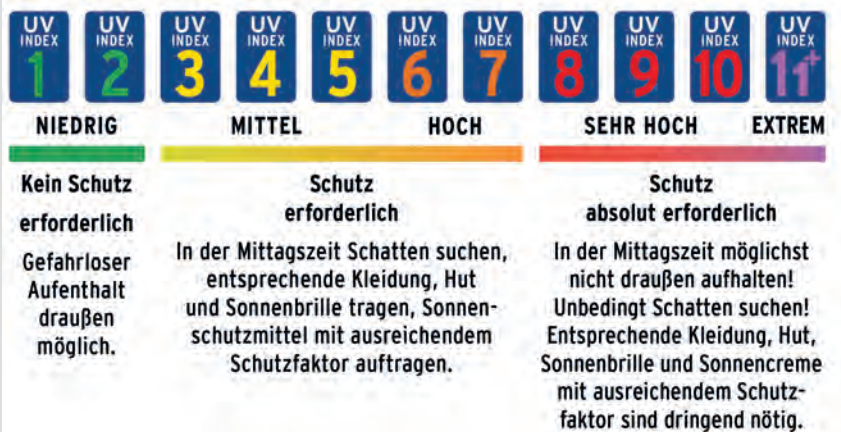 UV INDEX 1
UV INDEX 2
UV INDEX 3
UV INDEX 4
UV INDEX 5
UV INDEX 6
UV INDEX 7
UV INDEX 8
UV INDEX 9
UV INDEX 10
UV INDEX 11+
NIEDRIG
MITTEL
HOCH
SEHR HOCH
EXTREM
Kein Schutz
erforderlich
Gefahrloser
Aufenthalt
draußen
möglich.
Schutz
erforderlich
In der Mittagszeit Schatten suchen,
entsprechende Kleidung, Hut
und Sonnenbrille tragen, Sonnen-
schutzmittel mit ausreichendem
Schutzfaktor auftragen.
Schutz
absolut erforderlich
In der Mittagszeit möglichst
nicht draußen aufhalten!
Unbedingt Schatten suchen!
Entsprechende Kleidung, Hut,
Sonnenbrille und Sonnencreme
mit ausreichendem Schutz-
faktor sind dringend nötig.